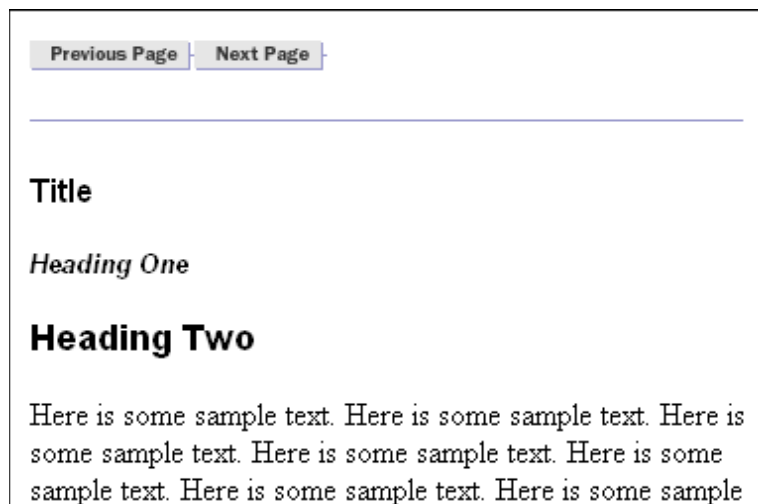 Previous Page Next Page
Title
Heading One
Heading Two
Here is some sample text. Here is some sample text. Here is
some sample text. Here is some sample text. Here is some
sample text. Here is some sample text. Here is some sample